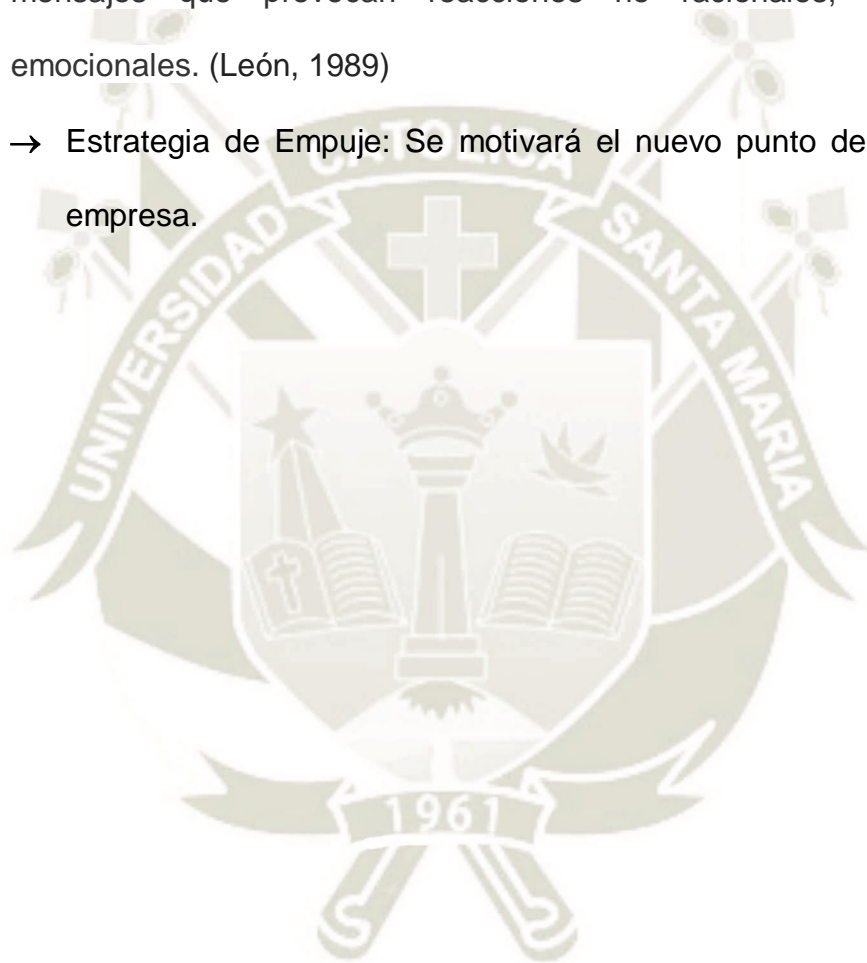 mensajes que provocan reacciones no racionales,
emocionales. (León, 1989)
→ Estrategia de Empuje: Se motivará el nuevo punto de
empresa.
UNIVERSIDAD CATOLICA SANTA MARIA
1961